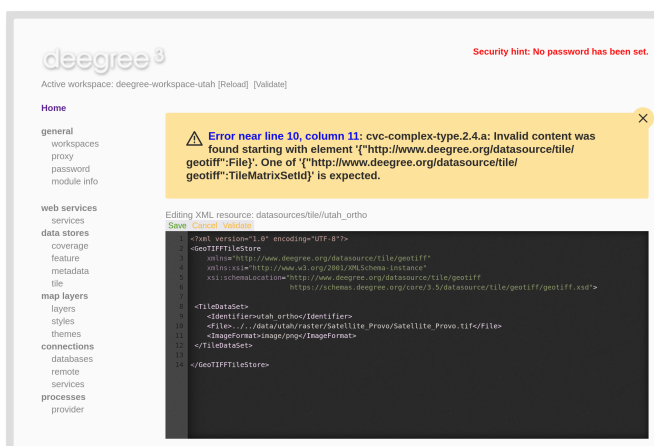 deegree 3
Security hint: No password has been set.
Active workspace: deegree-workspace-utah [Reload] [Validate]
Home
general
workspaces
proxy
password
module info
web services
services
data stores
coverage
feature
metadata
tile
map layers
layers
styles
themes
connections
databases
remote
services
processes
provider
Error near line 10, column 11: cvc-complex-type.2.4.a: Invalid content was
found starting with element '{"http://www.deegree.org/datasource/tile/
geotiff":File}'. One of '{"http://www.deegree.org/datasource/tile/
geotiff":TileMatrixSetId}' is expected.
Editing XML resource: datasources/tile//utah_ortho
Save Cancel Validate
1 <?xml version="1.0" encoding="UTF-8"?>
2 <GeoTIFFTileStore
3 xmlns="http://www.deegree.org/datasource/tile/geotiff"
4 xmlns:xsi="http://www.w3.org/2001/XMLSchema-instance"
5 xsi:schemaLocation="http://www.deegree.org/datasource/tile/geotiff
6 https://schemas.deegree.org/core/3.5/datasource/tile/geotiff/geotiff.xsd">
7
8 <TileDataSet>
9 <Identifier>utah_ortho</Identifier>
10 <File>../../data/utah/raster/Satellite_Provo/Satellite_Provo.tif</File>
11 <ImageFormat>image/png</ImageFormat>
12 </TileDataSet>
13
14 </GeoTIFFTileStore>